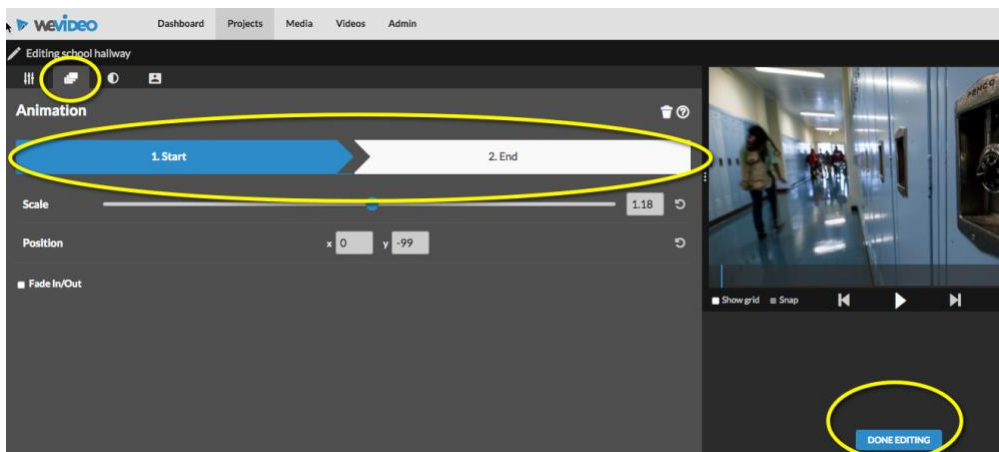 WeVideo Dashboard Projects Media Videos Admin
Editing school hallway
Animation
1. Start 2. End
Scale 1.18
Position x 0 y -99
Fade In/Out
PENCO
Show grid Snap
DONE EDITING